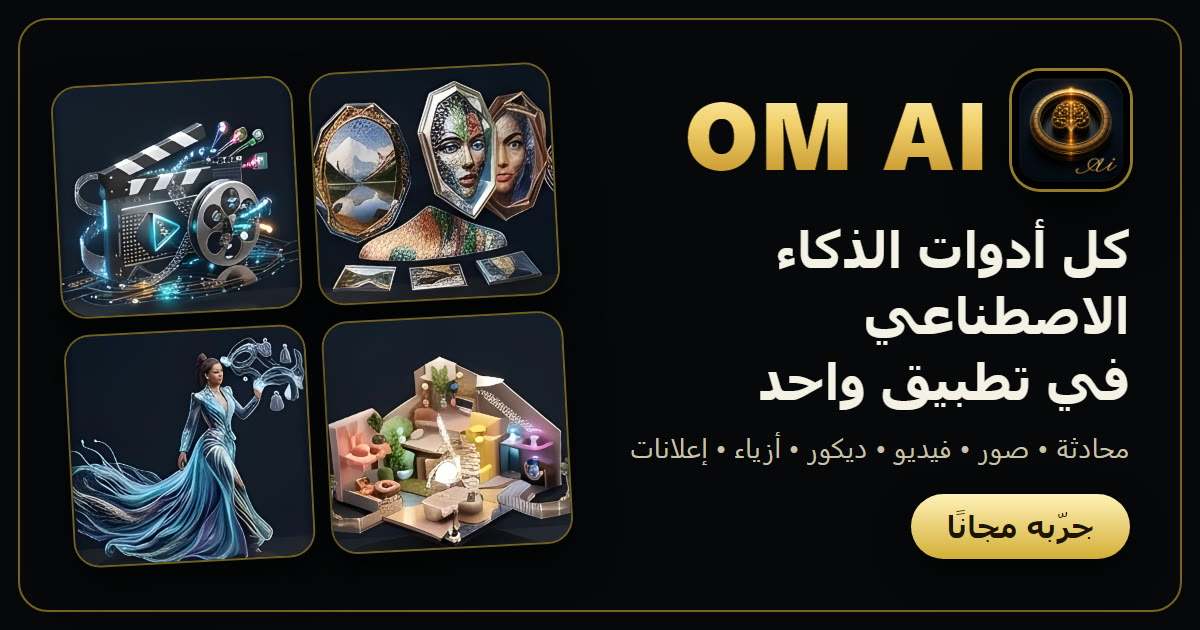 OM AI
Ai
كل أدوات الذكاء
الاصطناعي
في تطبيق واحد
محادثة • صور • فيديو • ديكور • أزياء • إعلانات
جرّبه مجانًا